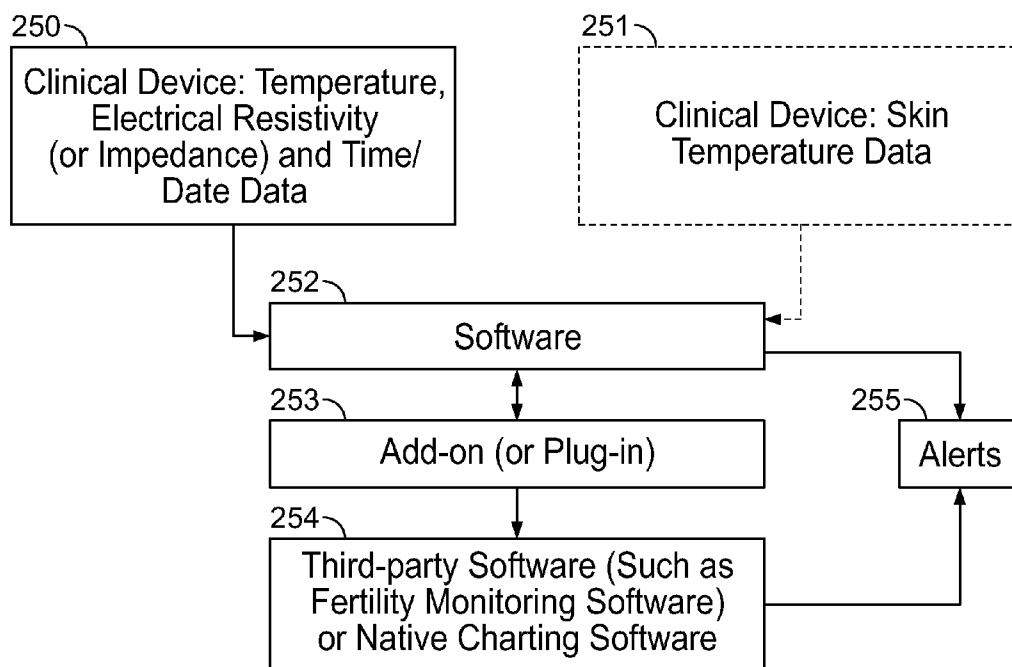 250
Clinical Device: Temperature,
Electrical Resistivity
(or Impedance) and Time/
Date Data
251
Clinical Device: Skin
Temperature Data
252
Software
253
Add-on (or Plug-in)
255
Alerts
254
Third-party Software (Such as
Fertility Monitoring Software)
or Native Charting Software